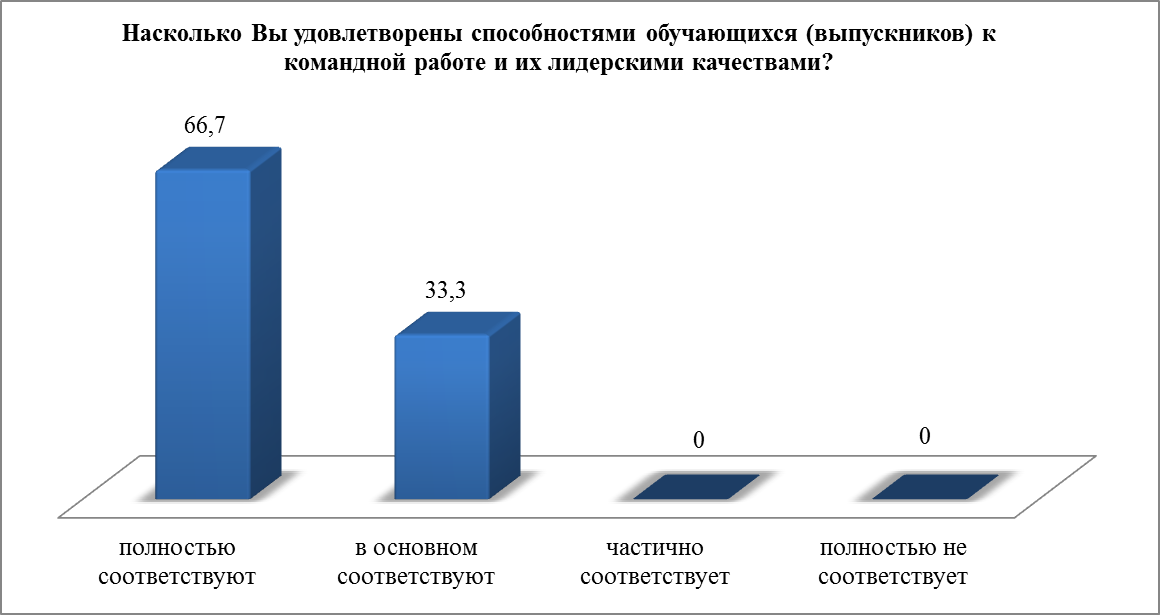 Насколько Вы удовлетворены способностями обучающихся (выпускников) к
командной работе и их лидерскими качествами?
66,7
33,3
0
0
полностью
соответствуют
в основном
соответствуют
частично
соответствует
полностью не
соответствует